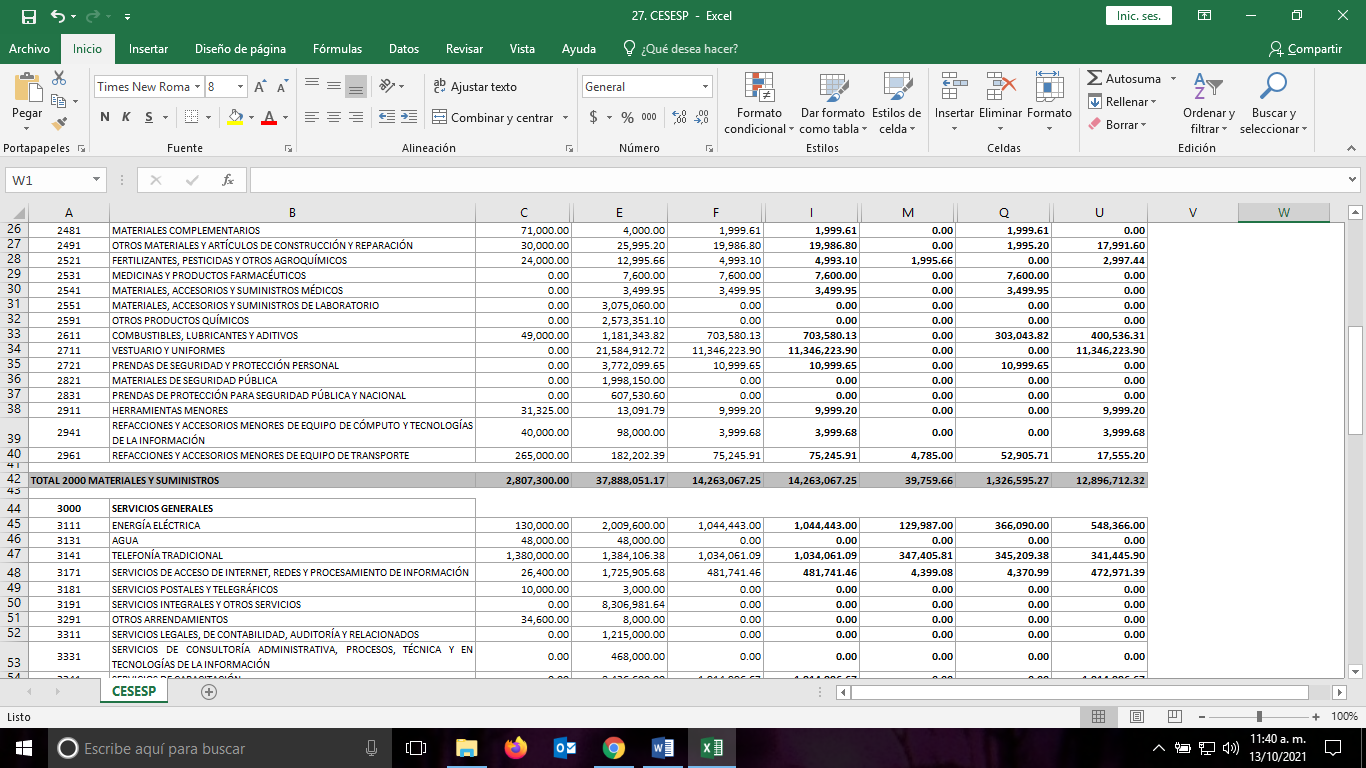 27. CESESP - Excel
Inic. ses.
Archivo Inicio Insertar Diseño de página Fórmulas Datos Revisar Vista Ayuda ¿Qué desea hacer? Compartir
Pegar
Times New Roma 8
N K S
Ajustar texto
Combinar y centrar
General
$ % 000
Formato condicional
Dar formato como tabla
Estilos de celda
Insertar Eliminar Formato
Autosuma
Rellenar
Borrar
Ordenar y filtrar
Buscar y seleccionar
Portapapeles Fuente Alineación Número Estilos Celdas Edición
W1 fx
A B C E F I M Q U V W
26 2481 MATERIALES COMPLEMENTARIOS 71,000.00 4,000.00 1,999.61 1,999.61 0.00 1,999.61 0.00
27 2491 OTROS MATERIALES Y ARTÍCULOS DE CONSTRUCCIÓN Y REPARACIÓN 30,000.00 25,995.20 19,986.80 19,986.80 0.00 1,995.20 17,991.60
28 2521 FERTILIZANTES, PESTICIDAS Y OTROS AGROQUÍMICOS 24,000.00 12,995.66 4,993.10 4,993.10 1,995.66 0.00 2,997.44
29 2531 MEDICINAS Y PRODUCTOS FARMACÉUTICOS 0.00 7,600.00 7,600.00 7,600.00 0.00 7,600.00 0.00
30 2541 MATERIALES, ACCESORIOS Y SUMINISTROS MÉDICOS 0.00 3,499.95 3,499.95 3,499.95 0.00 3,499.95 0.00
31 2551 MATERIALES, ACCESORIOS Y SUMINISTROS DE LABORATORIO 0.00 3,075,060.00 0.00 0.00 0.00 0.00 0.00
32 2591 OTROS PRODUCTOS QUÍMICOS 0.00 2,573,351.10 0.00 0.00 0.00 0.00 0.00
33 2611 COMBUSTIBLES, LUBRICANTES Y ADITIVOS 49,000.00 1,181,343.82 703,580.13 703,580.13 0.00 303,043.82 400,536.31
34 2711 VESTUARIO Y UNIFORMES 0.00 21,584,912.72 11,346,223.90 11,346,223.90 0.00 0.00 11,346,223.90
35 2721 PRENDAS DE SEGURIDAD Y PROTECCIÓN PERSONAL 0.00 3,772,099.65 10,999.65 10,999.65 0.00 10,999.65 0.00
36 2821 MATERIALES DE SEGURIDAD PÚBLICA 0.00 1,998,150.00 0.00 0.00 0.00 0.00 0.00
37 2831 PRENDAS DE PROTECCIÓN PARA SEGURIDAD PÚBLICA Y NACIONAL 0.00 607,530.60 0.00 0.00 0.00 0.00 0.00
38 2911 HERRAMIENTAS MENORES 31,325.00 13,091.79 9,999.20 9,999.20 0.00 0.00 9,999.20
39 2941 REFACCIONES Y ACCESORIOS MENORES DE EQUIPO DE CÓMPUTO Y TECNOLOGÍAS
DE LA INFORMACIÓN 40,000.00 98,000.00 3,999.68 3,999.68 0.00 0.00 3,999.68
40 2961 REFACCIONES Y ACCESORIOS MENORES DE EQUIPO DE TRANSPORTE 265,000.00 182,202.39 75,245.91 75,245.91 4,785.00 52,905.71 17,555.20
41
42 TOTAL 2000 MATERIALES Y SUMINISTROS 2,807,300.00 37,888,051.17 14,263,067.25 14,263,067.25 39,759.66 1,326,595.27 12,896,712.32
43
44 3000 SERVICIOS GENERALES
45 3111 ENERGÍA ELÉCTRICA 130,000.00 2,009,600.00 1,044,443.00 1,044,443.00 129,987.00 366,090.00 548,366.00
46 3131 AGUA 48,000.00 48,000.00 0.00 0.00 0.00 0.00 0.00
47 3141 TELEFONÍA TRADICIONAL 1,380,000.00 1,384,106.38 1,034,061.09 1,034,061.09 347,405.81 345,209.38 341,445.90
48 3171 SERVICIOS DE ACCESO DE INTERNET, REDES Y PROCESAMIENTO DE INFORMACIÓN 26,400.00 1,725,905.68 481,741.46 481,741.46 4,399.08 4,370.99 472,971.39
49 3181 SERVICIOS POSTALES Y TELEGRÁFICOS 10,000.00 3,000.00 0.00 0.00 0.00 0.00 0.00
50 3191 SERVICIOS INTEGRALES Y OTROS SERVICIOS 0.00 8,306,981.64 0.00 0.00 0.00 0.00 0.00
51 3291 OTROS ARRENDAMIENTOS 34,600.00 8,000.00 0.00 0.00 0.00 0.00 0.00
52 3311 SERVICIOS LEGALES, DE CONTABILIDAD, AUDITORÍA Y RELACIONADOS 0.00 1,215,000.00 0.00 0.00 0.00 0.00 0.00
53 3331 SERVICIOS DE CONSULTORÍA ADMINISTRATIVA, PROCESOS, TÉCNICA Y EN
TECNOLOGÍAS DE LA INFORMACIÓN 0.00 468,000.00 0.00 0.00 0.00 0.00 0.00
54
CESESP
Listo 100%
Escribe aquí para buscar
11:40 a. m.
13/10/2021